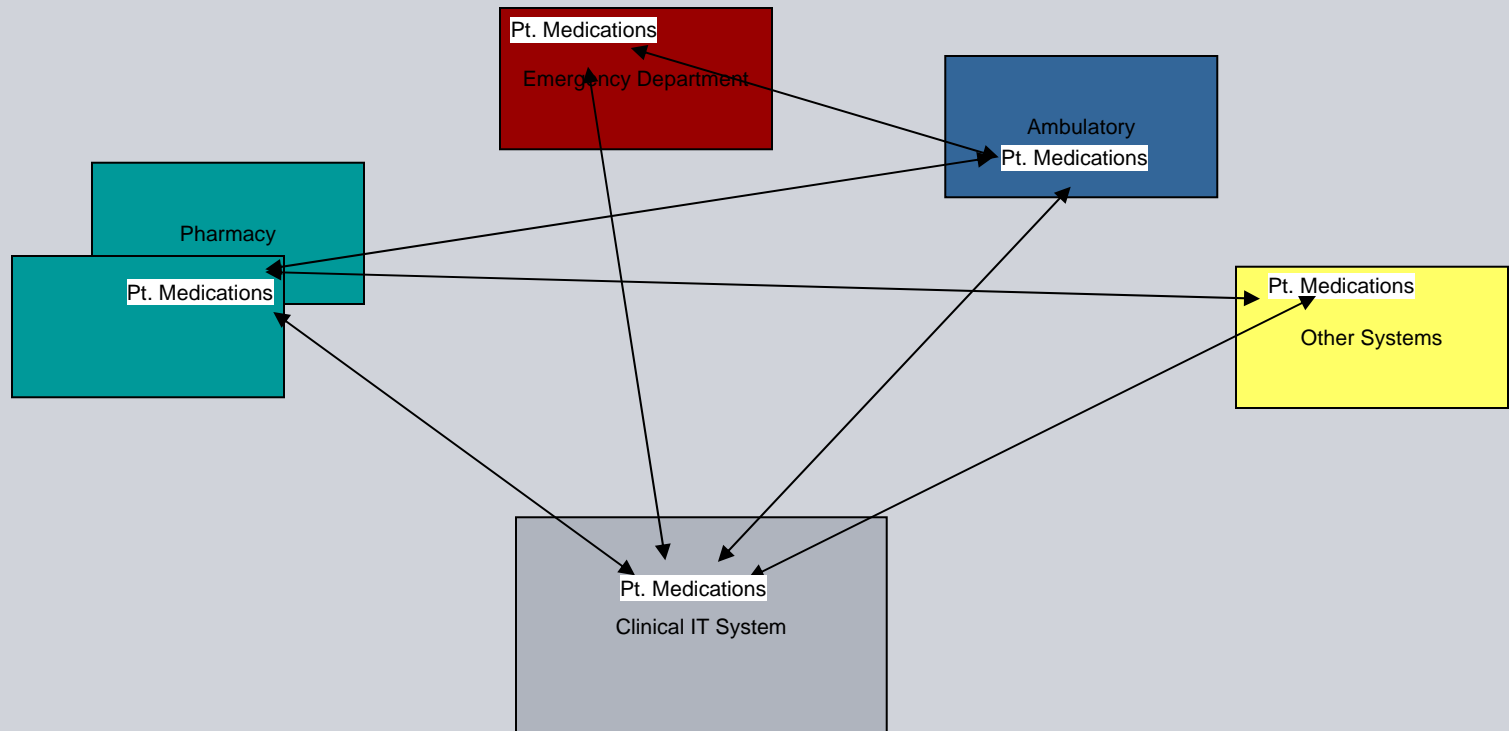 Pt. Medications
Emergency Department
Ambulatory
Pt. Medications
Pharmacy
Pt. Medications
Pt. Medications
Other Systems
Pt. Medications
Clinical IT System